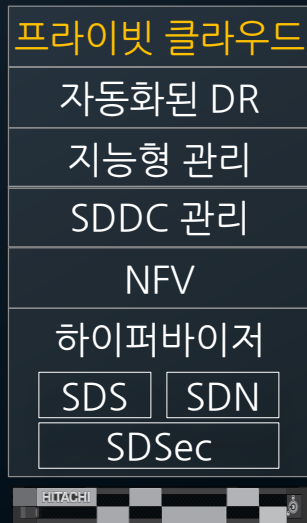 프라이빗 클라우드
자동화된 DR
지능형 관리
SDDC 관리
NFV
하이퍼바이저
SDS SDN
SDSec
HITACHI